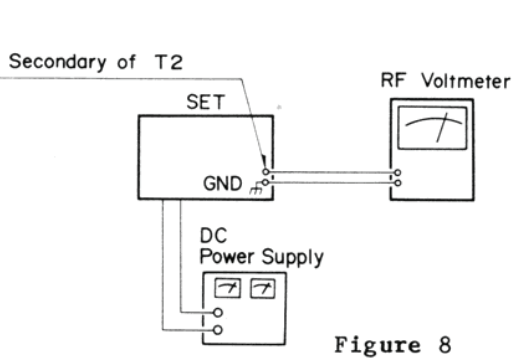 Secondary of T2
RF Voltmeter
SET
GND
DC
Power Supply
Figure 8